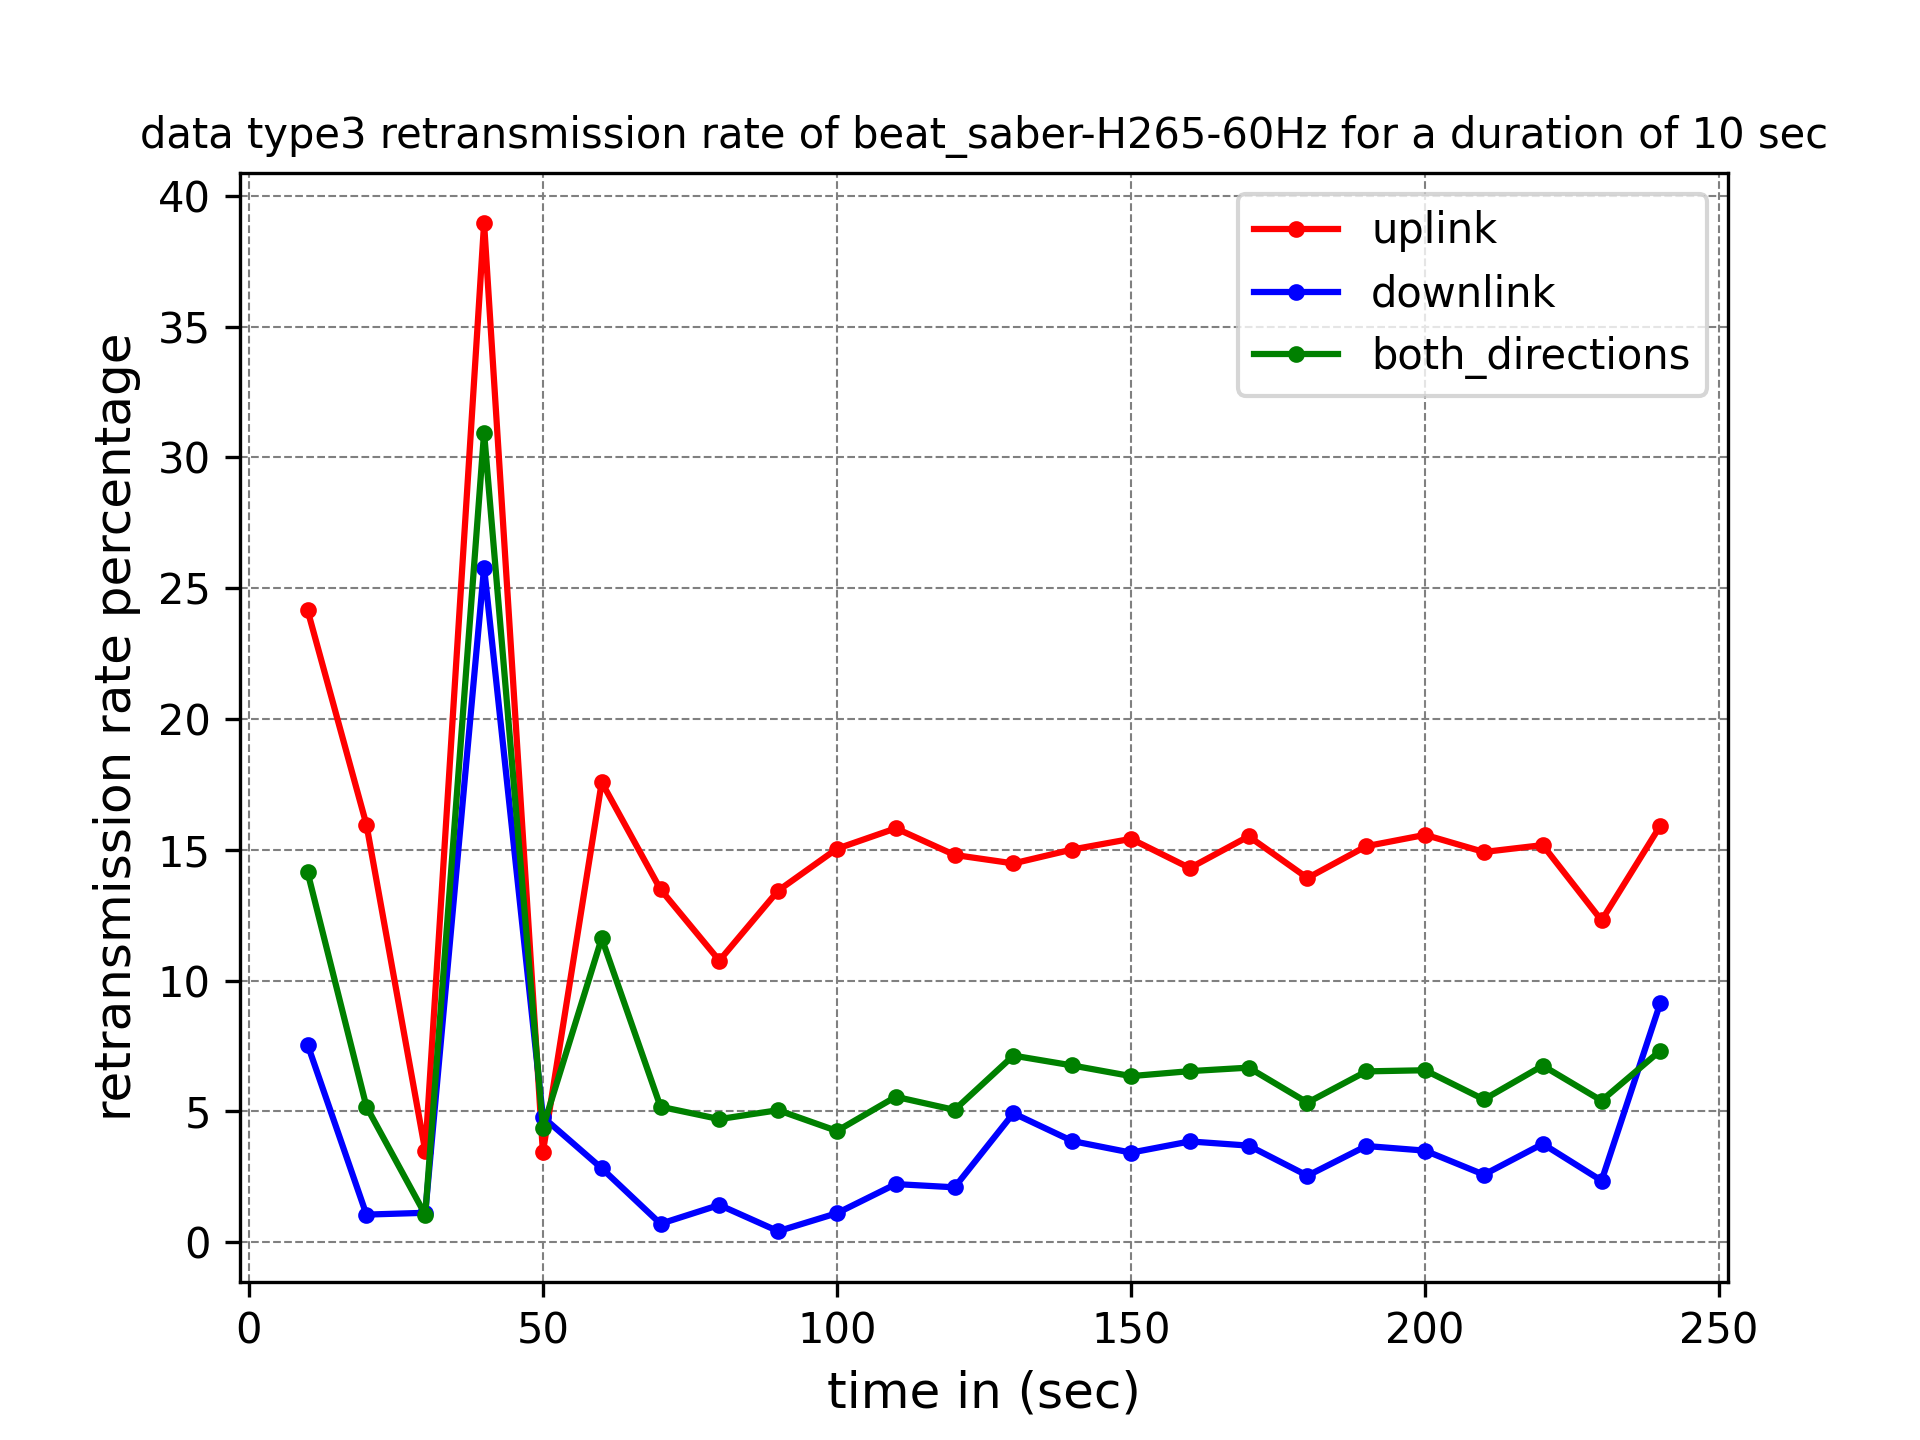 data type3 retransmission rate of beat_saber-H265-60Hz for a duration of 10 sec
uplink
downlink
both_directions
retransmission rate percentage
40
35
30
25
20
15
10
5
0
0 50 100 150 200 250
time in (sec)